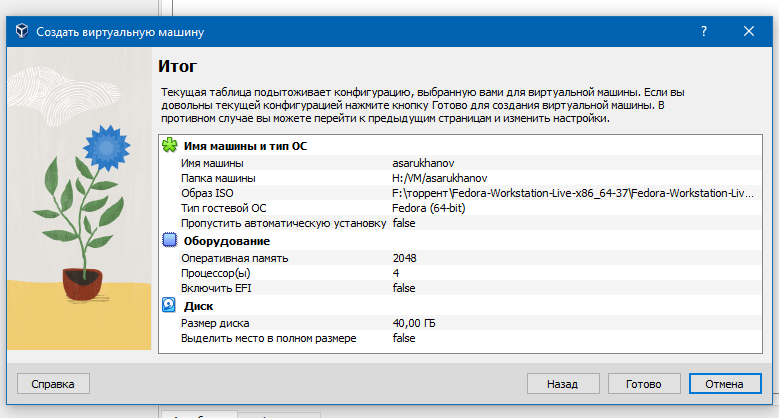 Создать виртуальную машину
Итог
Текущая таблица подытоживает конфигурацию, выбранную вами для виртуальной машины. Если вы
довольны текущей конфигурацией нажмите кнопку Готово для создания виртуальной машины. В
противном случае вы можете перейти к предыдущим страницам и изменить настройки.
Имя машины и тип ОС
Имя машины asarukhanov
Папка машины H:/VM/asarukhanov
Образ ISO F:\торрент\Fedora-Workstation-Live-x86_64-37\Fedora-Workstation-Liv...
Тип гостевой ОС Fedora (64-bit)
Пропустить автоматическую установку false
Оборудование
Оперативная память 2048
Процессор(ы) 4
Включить EFI false
Диск
Размер диска 40,00 ГБ
Выделить место в полном размере false
Справка Назад Готово Отмена